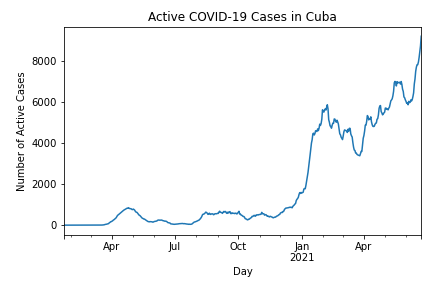 Active COVID-19 Cases in Cuba
Number of Active Cases
8000
6000
4000
2000
0
Apr
Jul
Oct
Jan
2021
Apr
Day